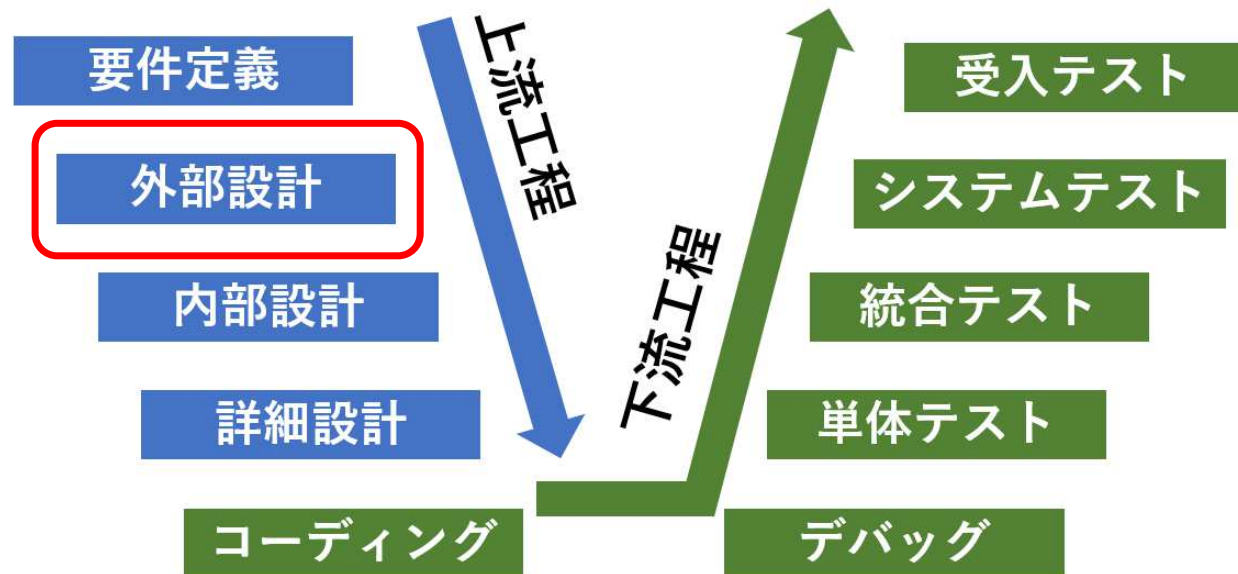 要件定義
外部設計
内部設計
詳細設計
コーディング
上流工程
下流工程
受入テスト
システムテスト
統合テスト
単体テスト
デバッグ